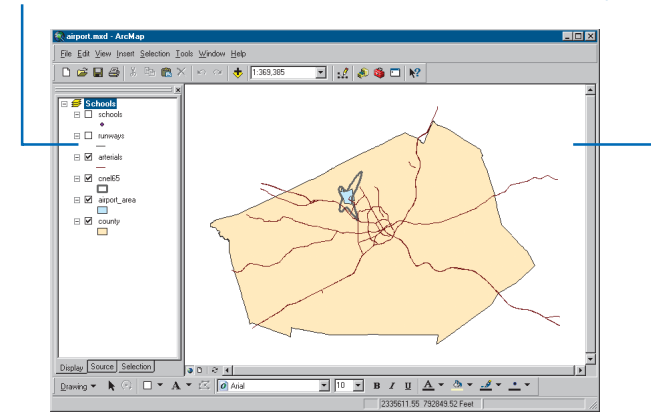 airport.mxd - ArcMap
File Edit View Insert Selection Tools Window Help
1:369,385
Schools
schools
runways
arterials
cnel65
airport_area
county
Display Source Selection
Drawing A Arial 10 B I U A
2335611.55 792849.52 Feet